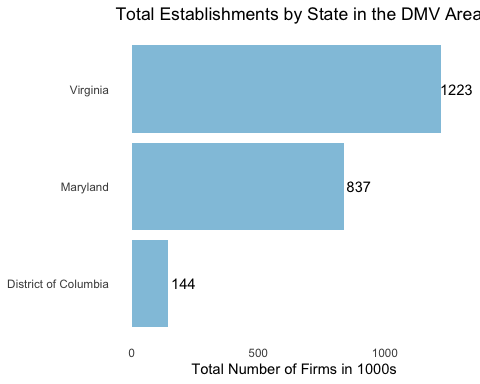 Total Establishments by State in the DMV Area
Virginia
1223
Maryland
837
District of Columbia
144
0
500
1000
Total Number of Firms in 1000s